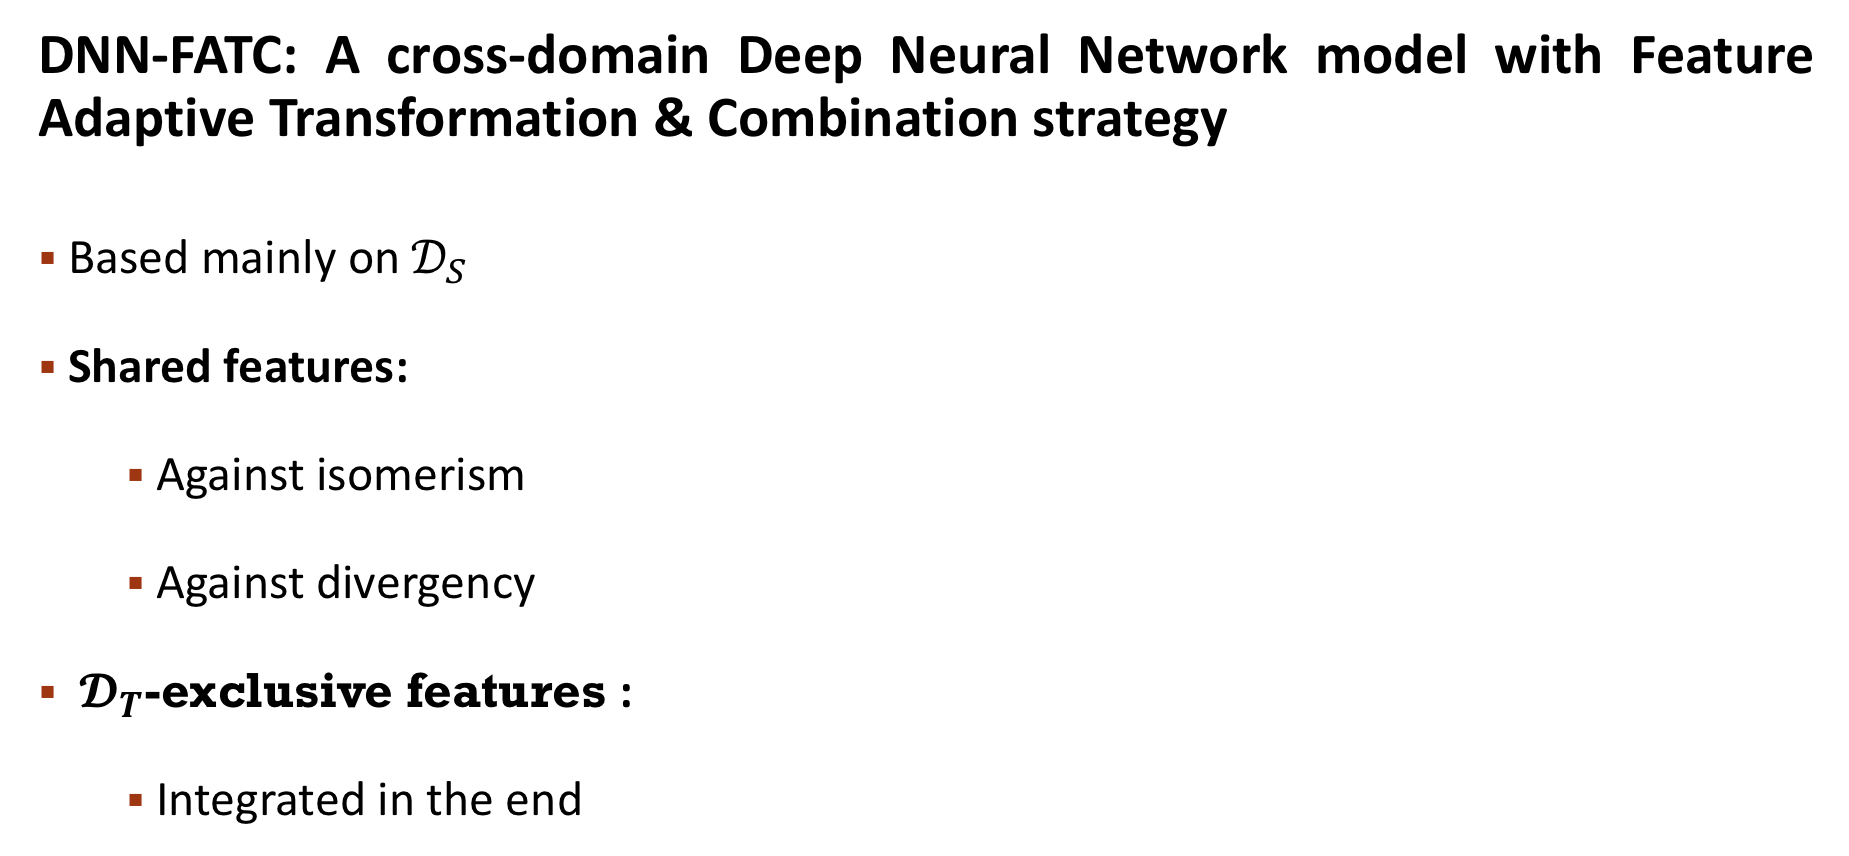 DNN-FATC: A cross-domain Deep Neural Network model with Feature
Adaptive Transformation & Combination strategy
▪ Based mainly on 𝒟_S
▪ Shared features:
▪ Against isomerism
▪ Against divergency
▪ 𝒟_T-exclusive features :
▪ Integrated in the end